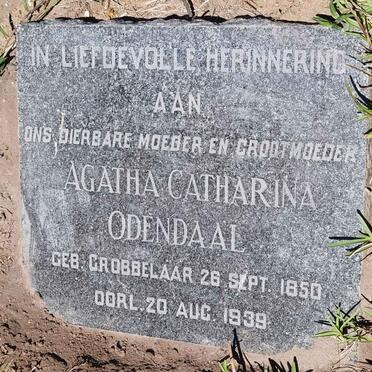 IN LIEFDEVOLLE HERINNERING
AAN
ONS DIERBARE MOEDER EN GROOTMOEDER
AGATHA CATHARINA
ODENDAAL
GEB. GROBBELAAR 28 SEPT. 1850
OORL. 20 AUG. 1939